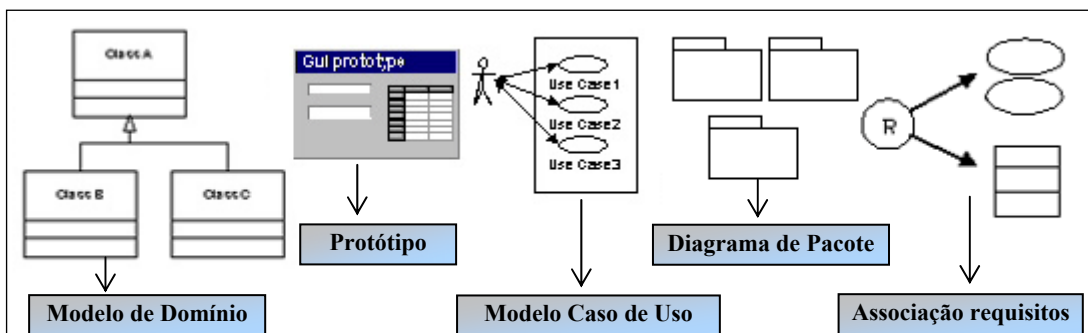 Class A
Gui prototype
Use Case1
Use Case2
Use Case3
R
Class B
Class C
Protótipo
Diagrama de Pacote
Modelo de Domínio
Modelo Caso de Uso
Associação requisitos